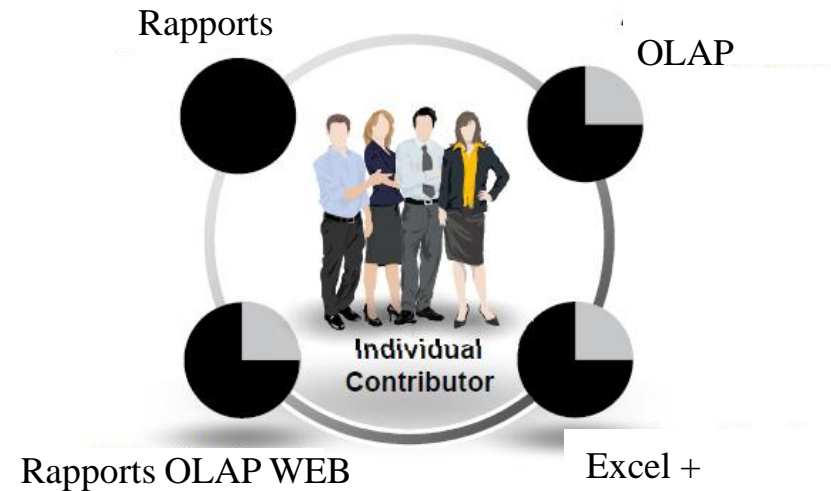 Rapports
OLAP
Individual
Contributor
Rapports OLAP WEB
Excel +